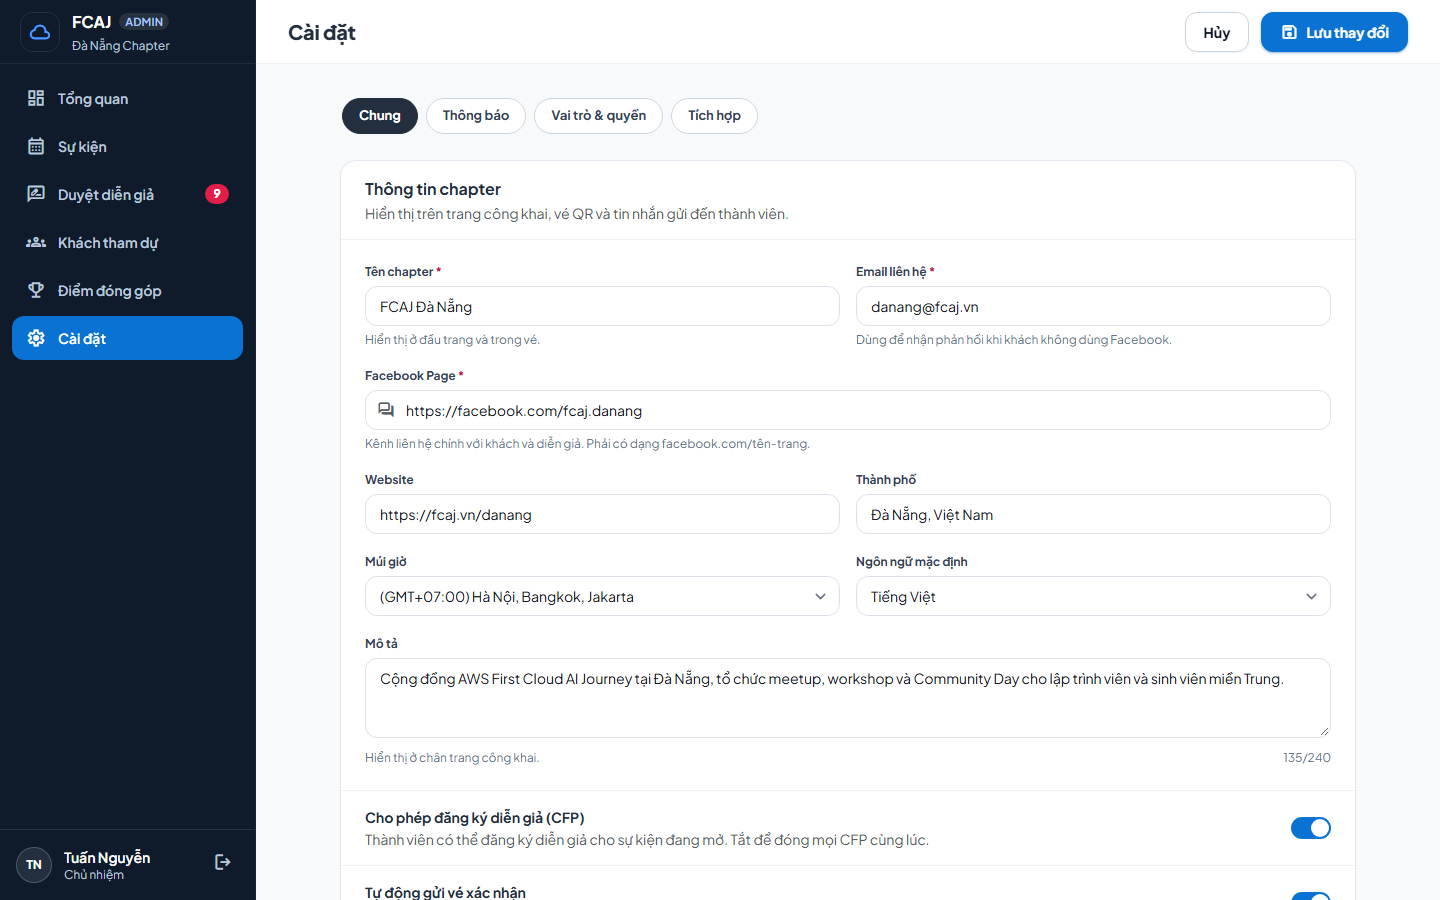 FCAJ ADMIN
Đà Nẵng Chapter
Cài đặt
Hủy
Lưu thay đổi
Tổng quan
Sự kiện
Duyệt diễn giả 9
Khách tham dự
Điểm đóng góp
Cài đặt
Chung
Thông báo
Vai trò & quyền
Tích hợp
Thông tin chapter
Hiển thị trên trang công khai, vé QR và tin nhắn gửi đến thành viên.
Tên chapter *
FCAJ Đà Nẵng
Hiển thị ở đầu trang và trong vé.
Email liên hệ *
danang@fcaj.vn
Dùng để nhận phản hồi khi khách không dùng Facebook.
Facebook Page *
https://facebook.com/fcaj.danang
Kênh liên hệ chính với khách và diễn giả. Phải có dạng facebook.com/tên-trang.
Website
https://fcaj.vn/danang
Thành phố
Đà Nẵng, Việt Nam
Múi giờ
(GMT+07:00) Hà Nội, Bangkok, Jakarta
Ngôn ngữ mặc định
Tiếng Việt
Mô tả
Cộng đồng AWS First Cloud AI Journey tại Đà Nẵng, tổ chức meetup, workshop và Community Day cho lập trình viên và sinh viên miền Trung.
Hiển thị ở chân trang công khai.
135/240
Cho phép đăng ký diễn giả (CFP)
Thành viên có thể đăng ký diễn giả cho sự kiện đang mở. Tắt để đóng mọi CFP cùng lúc.
Tự động gửi vé xác nhận
TN
Tuấn Nguyễn
Chủ nhiệm